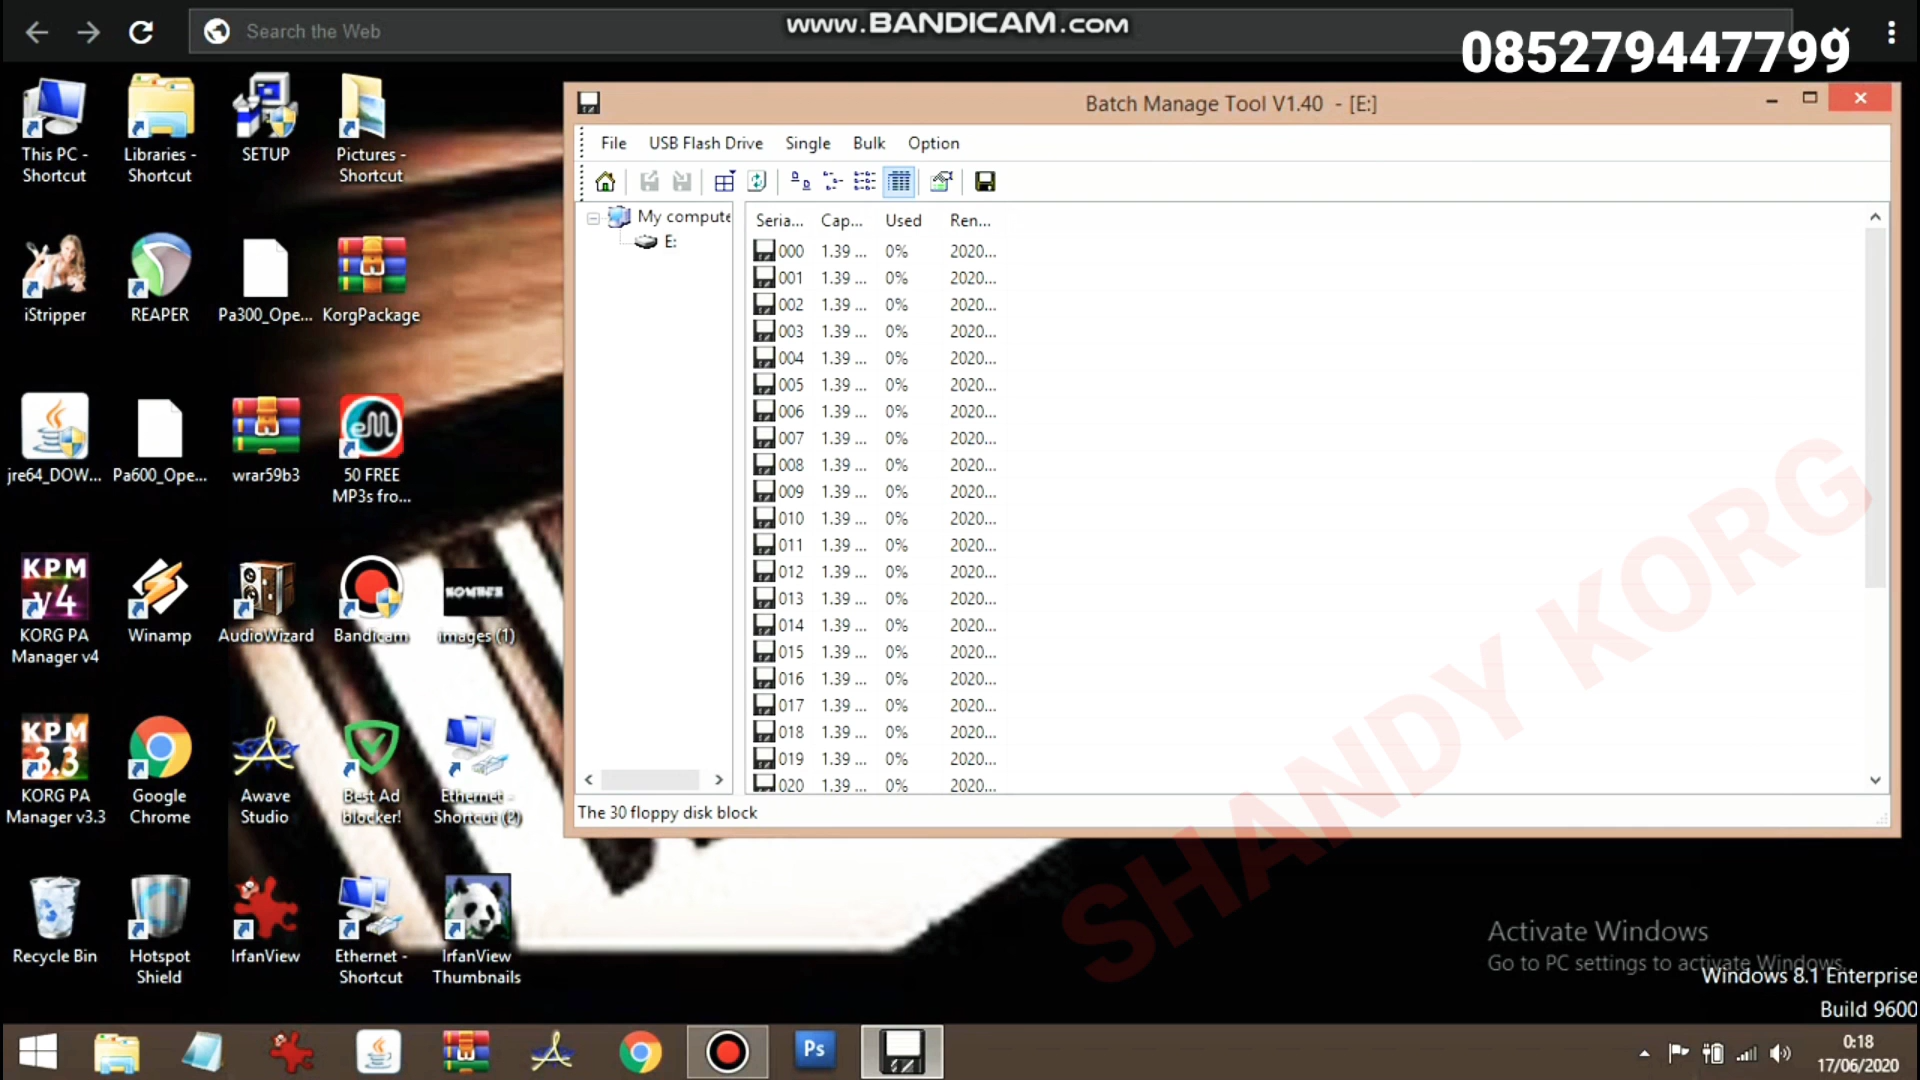 www.BANDICAM.com
Search the Web
085279447799
Batch Manage Tool V1.40 - [E:]
File USB Flash Drive Single Bulk Option
My compute
E:
Seria... Cap... Used Ren...
000 1.39 ... 0% 2020...
001 1.39 ... 0% 2020...
002 1.39 ... 0% 2020...
003 1.39 ... 0% 2020...
004 1.39 ... 0% 2020...
005 1.39 ... 0% 2020...
006 1.39 ... 0% 2020...
007 1.39 ... 0% 2020...
008 1.39 ... 0% 2020...
009 1.39 ... 0% 2020...
010 1.39 ... 0% 2020...
011 1.39 ... 0% 2020...
012 1.39 ... 0% 2020...
013 1.39 ... 0% 2020...
014 1.39 ... 0% 2020...
015 1.39 ... 0% 2020...
016 1.39 ... 0% 2020...
017 1.39 ... 0% 2020...
018 1.39 ... 0% 2020...
019 1.39 ... 0% 2020...
020 1.39 ... 0% 2020...
The 30 floppy disk block
This PC -
Shortcut
Libraries -
Shortcut
SETUP
Pictures -
Shortcut
iStripper
REAPER
Pa300_Ope...
KorgPackage
jre64_DOW...
Pa600_Ope...
wrar59b3
eM
50 FREE
MP3s fro...
KPM
v4
KORG PA
Manager v4
Winamp
AudioWizard
Bandicam
images (1)
KPM
3.3
KORG PA
Manager v3.3
Google
Chrome
Awave
Studio
Best Ad
blocker!
Ethernet -
Shortcut (2)
Recycle Bin
Hotspot
Shield
IrfanView
Ethernet -
Shortcut
IrfanView
Thumbnails
SHANDY KORG
Activate Windows
Go to PC settings to activate Windows.
Windows 8.1 Enterprise
Build 9600
Ps
0:18
17/06/2020